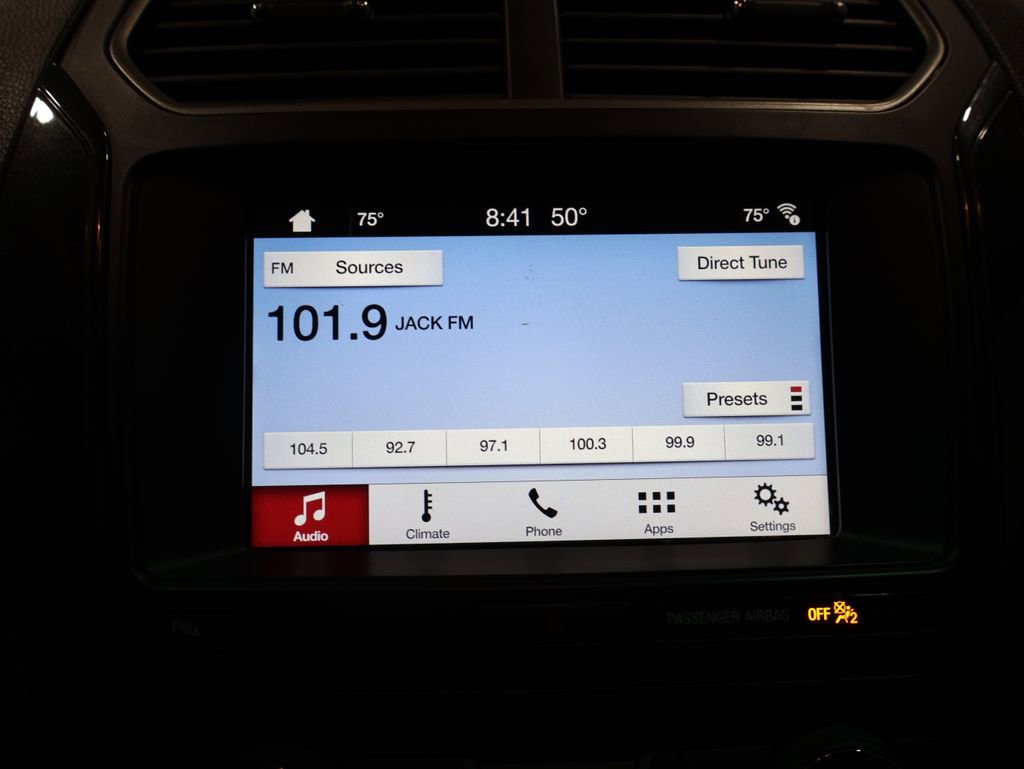 75° 8:41 50° 75°
FM Sources Direct Tune
101.9 JACK FM
Presets
104.5 92.7 97.1 100.3 99.9 99.1
Audio Climate Phone Apps Settings
PASSENGER AIRBAG OFF 2